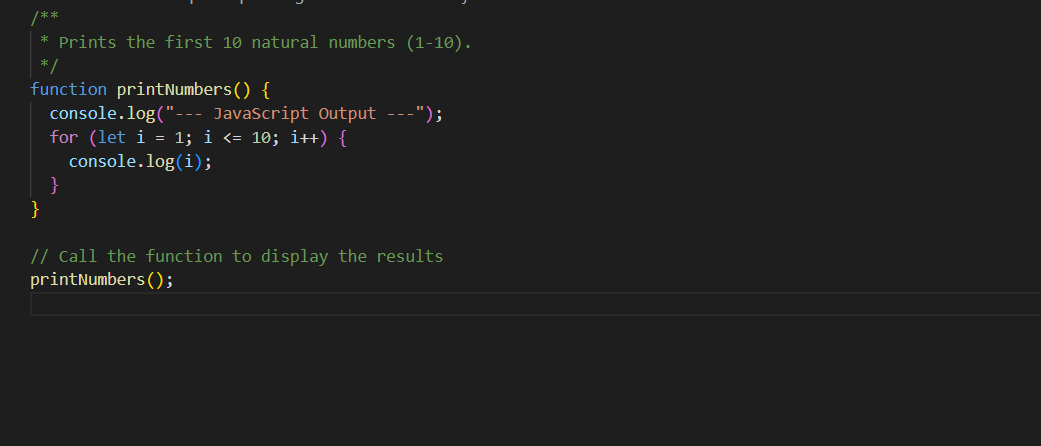 /**
 * Prints the first 10 natural numbers (1-10).
 */
function printNumbers() {
  console.log("--- JavaScript Output ---");
  for (let i = 1; i <= 10; i++) {
    console.log(i);
  }
}

// Call the function to display the results
printNumbers();